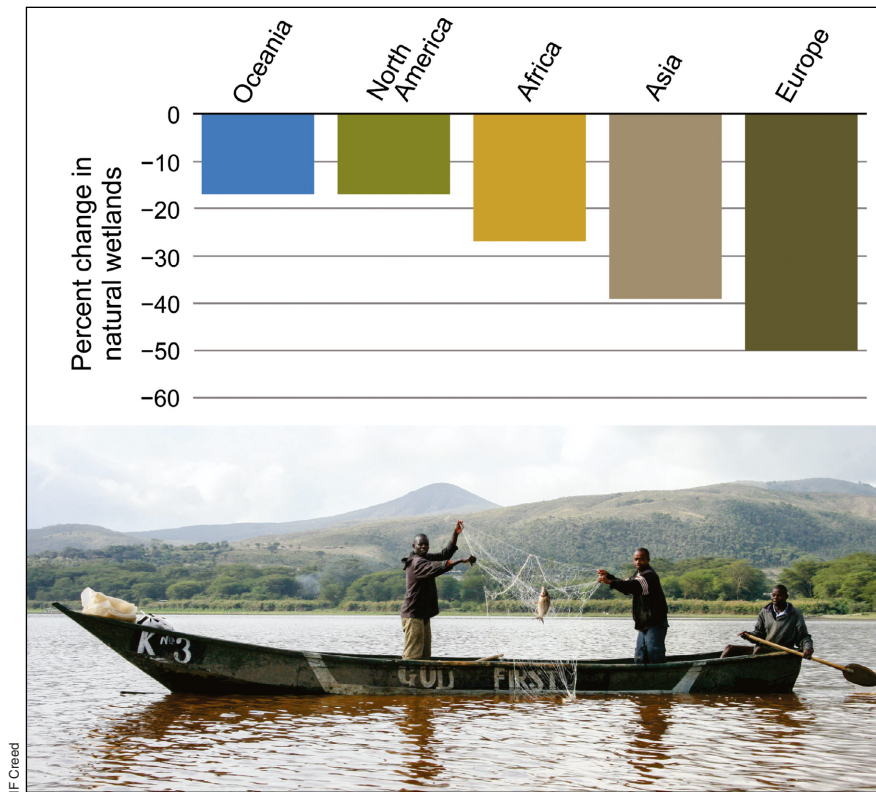 Oceania
North
America
Africa
Asia
Europe
Percent change in
natural wetlands
0
−10
−20
−30
−40
−50
−60
K No 3
GOD FIRST
IF Creed